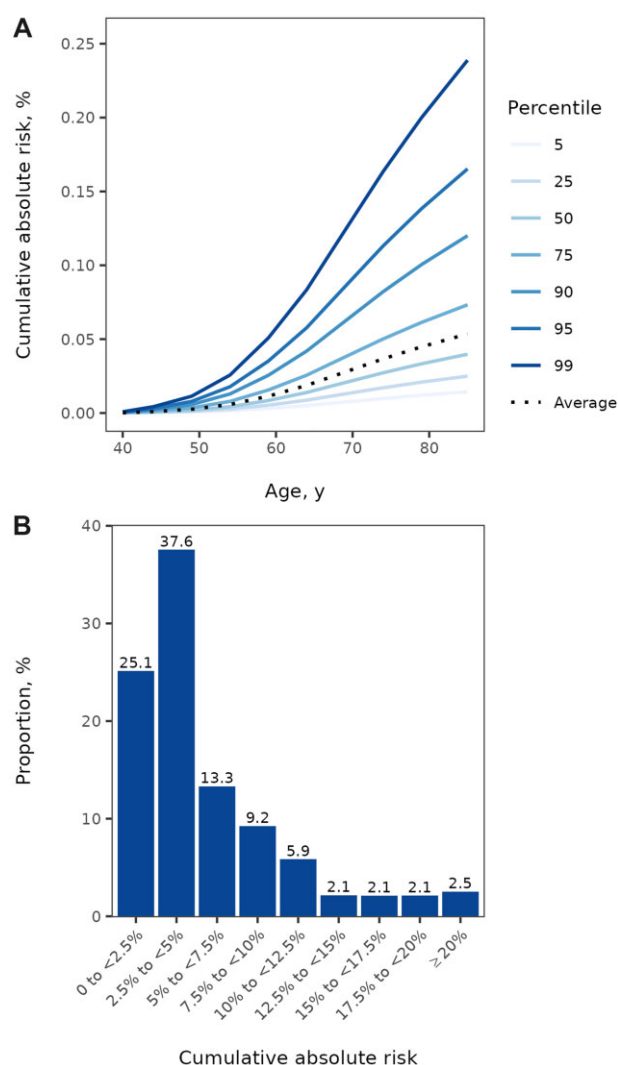 A
Cumulative absolute risk, %
0.25
0.20
0.15
0.10
0.05
0.00
40 50 60 70 80
Age, y
Percentile
5
25
50
75
90
95
99
Average
B
Proportion, %
40
30
20
10
0
25.1
37.6
13.3
9.2
5.9
2.1
2.1
2.1
2.5
0 to <2.5%
2.5% to <5%
5% to <7.5%
7.5% to <10%
10% to <12.5%
12.5% to <15%
15% to <17.5%
17.5% to <20%
≥20%
Cumulative absolute risk